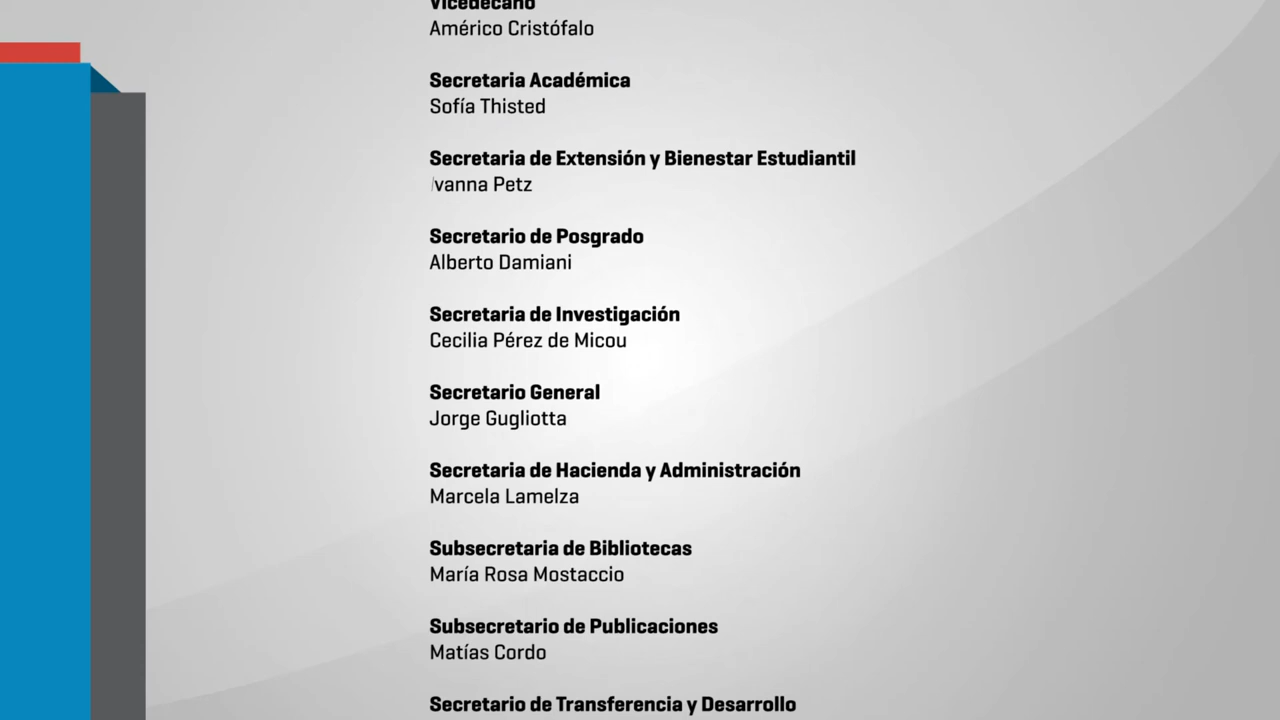 Vicedecano
Américo Cristófalo
Secretaria Académica
Sofía Thisted
Secretaria de Extensión y Bienestar Estudiantil
Ivanna Petz
Secretario de Posgrado
Alberto Damiani
Secretaria de Investigación
Cecilia Pérez de Micou
Secretario General
Jorge Gugliotta
Secretaria de Hacienda y Administración
Marcela Lamelza
Subsecretaria de Bibliotecas
María Rosa Mostaccio
Subsecretario de Publicaciones
Matías Cordo
Secretario de Transferencia y Desarrollo